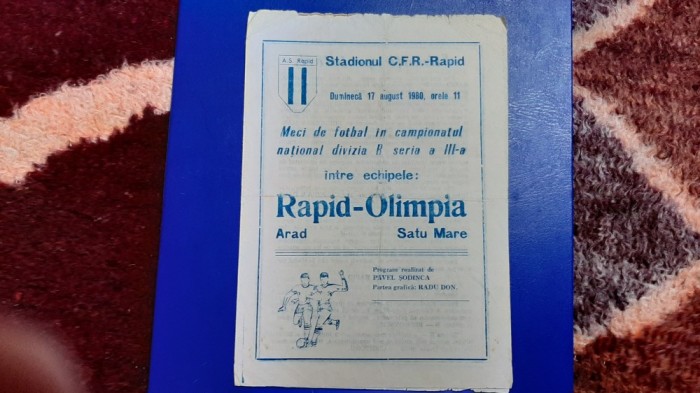 A. S. Rapid
Stadionul C.F.R.-Rapid
Duminecă 17 august 1980, orele 11
Meci de fotbal în campionatul
național divizia B seria a III-a
între echipele:
Rapid-Olimpia
Arad Satu Mare
Program realizat de
PAVEL ȘODINCA
Partea grafică: RADU DON.